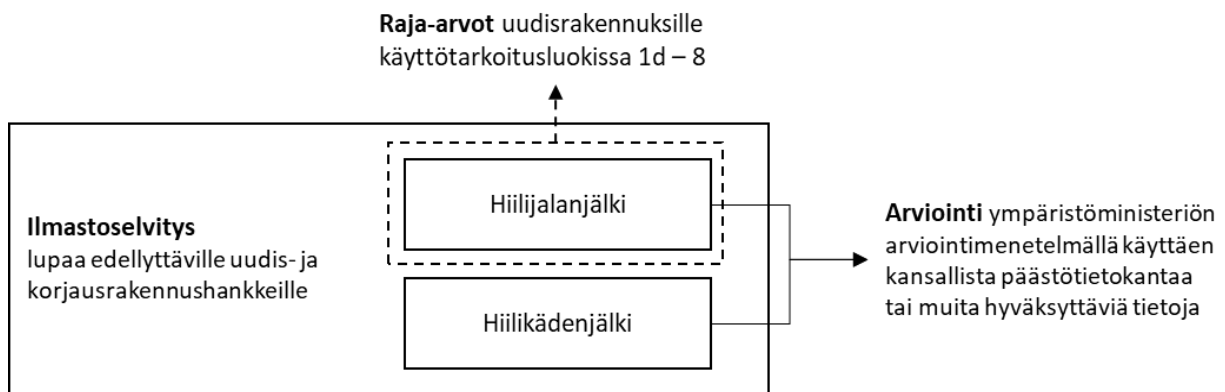 Raja-arvot uudisrakennuksille
käyttötarkoitusluokissa 1d – 8
Ilmastoselvitys
lupaa edellyttäville uudis- ja
korjausrakennushankkeille
Hiilijalanjälki
Hiilikädenjälki
Arviointi ympäristöministeriön
arviointimenetelmällä käyttäen
kansallista päästötietokantaa
tai muita hyväksyttäviä tietoja